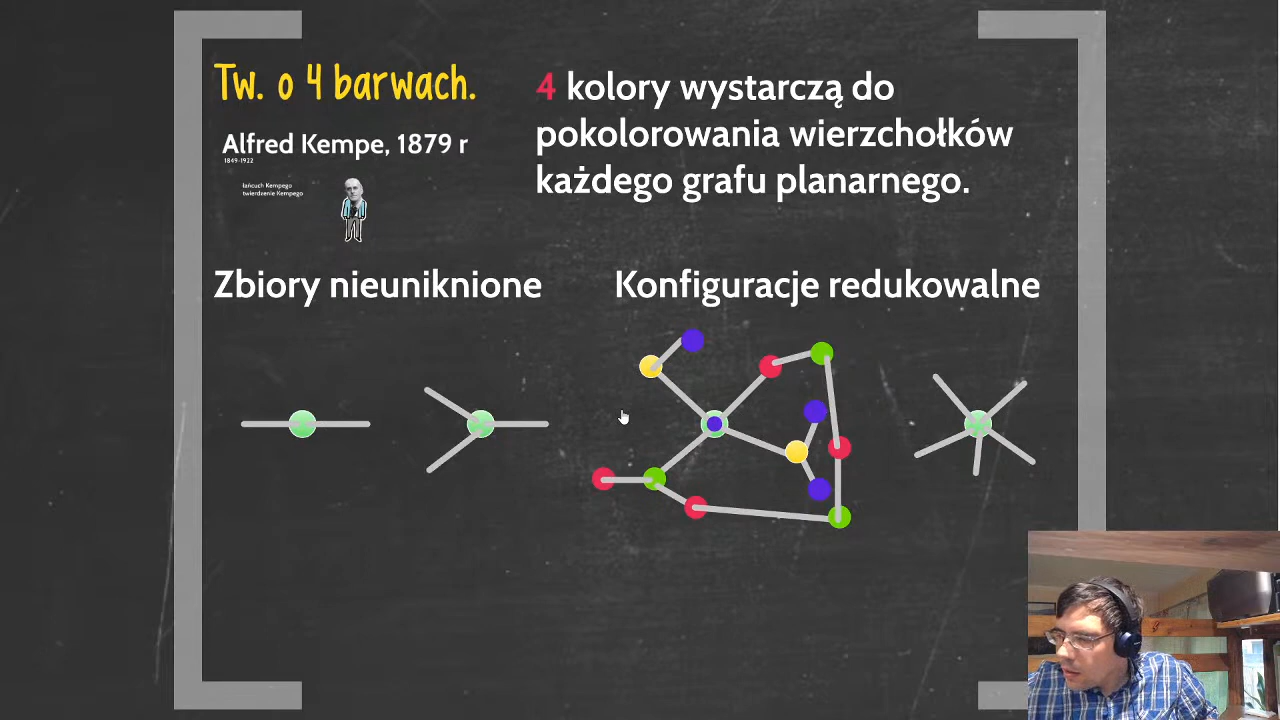 Tw. o 4 barwach.
Alfred Kempe, 1879 r
1849-1922
łańcuch Kempego
twierdzenie Kempego
4 kolory wystarczą do
pokolorowania wierzchołków
każdego grafu planarnego.
Zbiory nieuniknione
Konfiguracje redukowalne